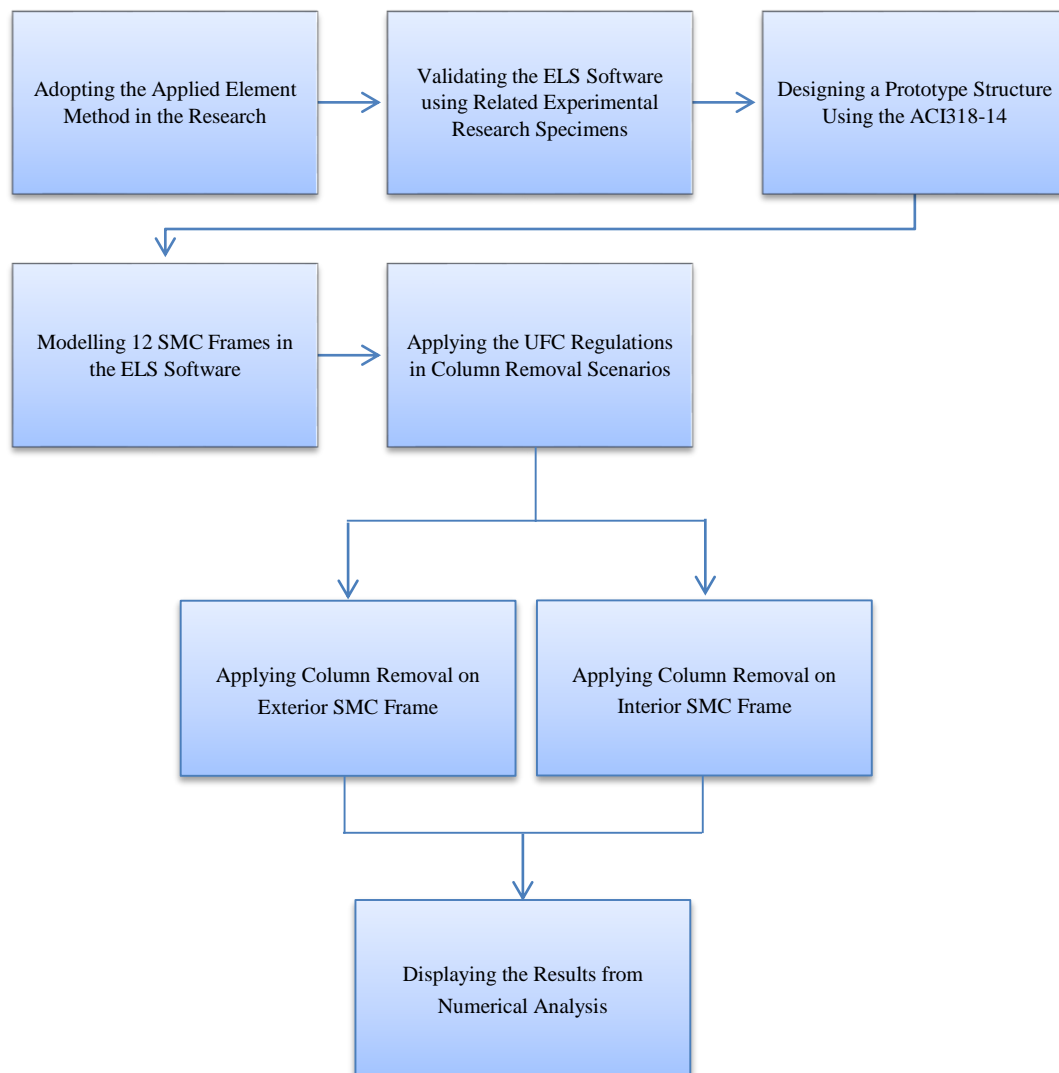 Adopting the Applied Element
Method in the Research
Validating the ELS Software
using Related Experimental
Research Specimens
Designing a Prototype Structure
Using the ACI318-14
Modelling 12 SMC Frames in
the ELS Software
Applying the UFC Regulations
in Column Removal Scenarios
Applying Column Removal on
Exterior SMC Frame
Applying Column Removal on
Interior SMC Frame
Displaying the Results from
Numerical Analysis